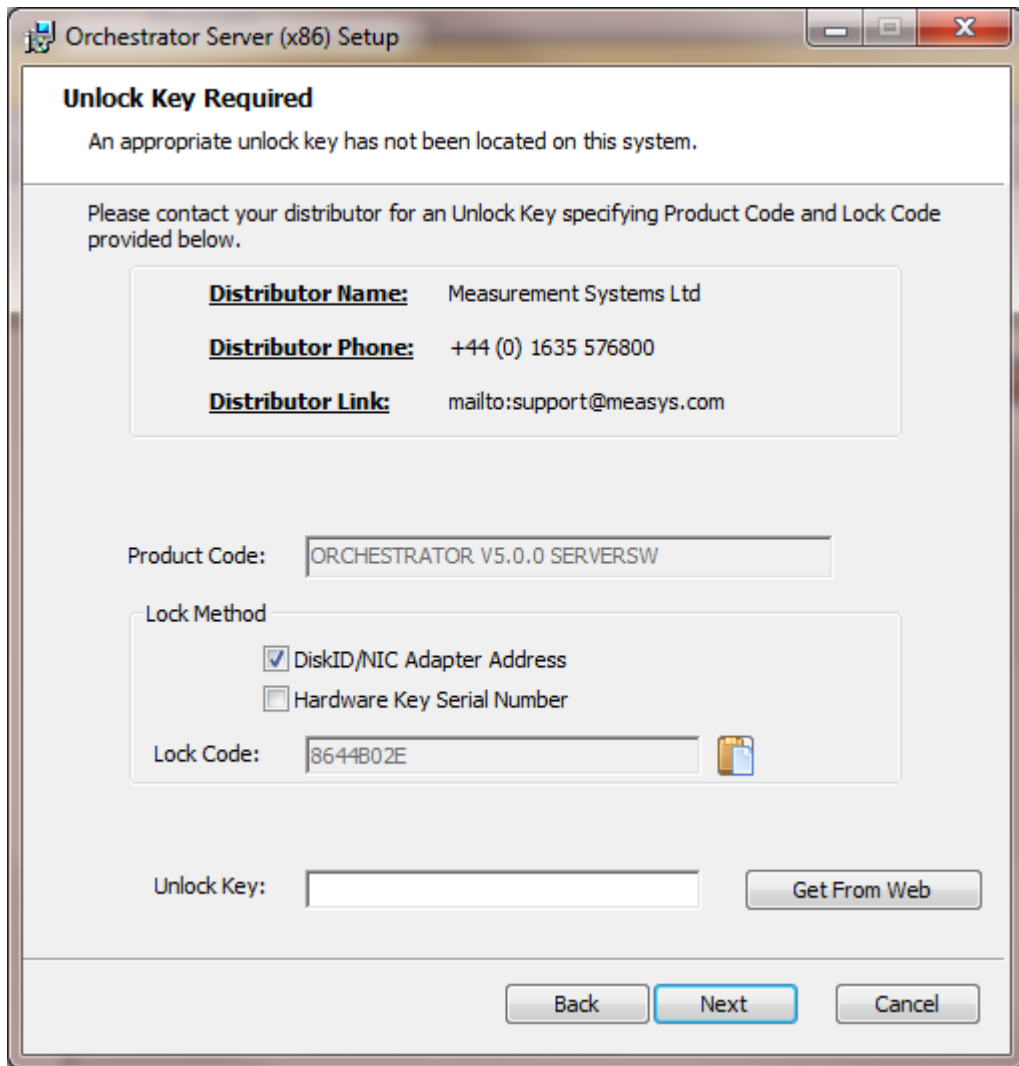 Orchestrator Server (x86) Setup
Unlock Key Required
An appropriate unlock key has not been located on this system.
Please contact your distributor for an Unlock Key specifying Product Code and Lock Code
provided below.
Distributor Name: Measurement Systems Ltd
Distributor Phone: +44 (0) 1635 576800
Distributor Link: mailto:support@measys.com
Product Code: ORCHESTRATOR V5.0.0 SERVERSW
Lock Method
DiskID/NIC Adapter Address
Hardware Key Serial Number
Lock Code: 8644B02E
Unlock Key: Get From Web
Back Next Cancel